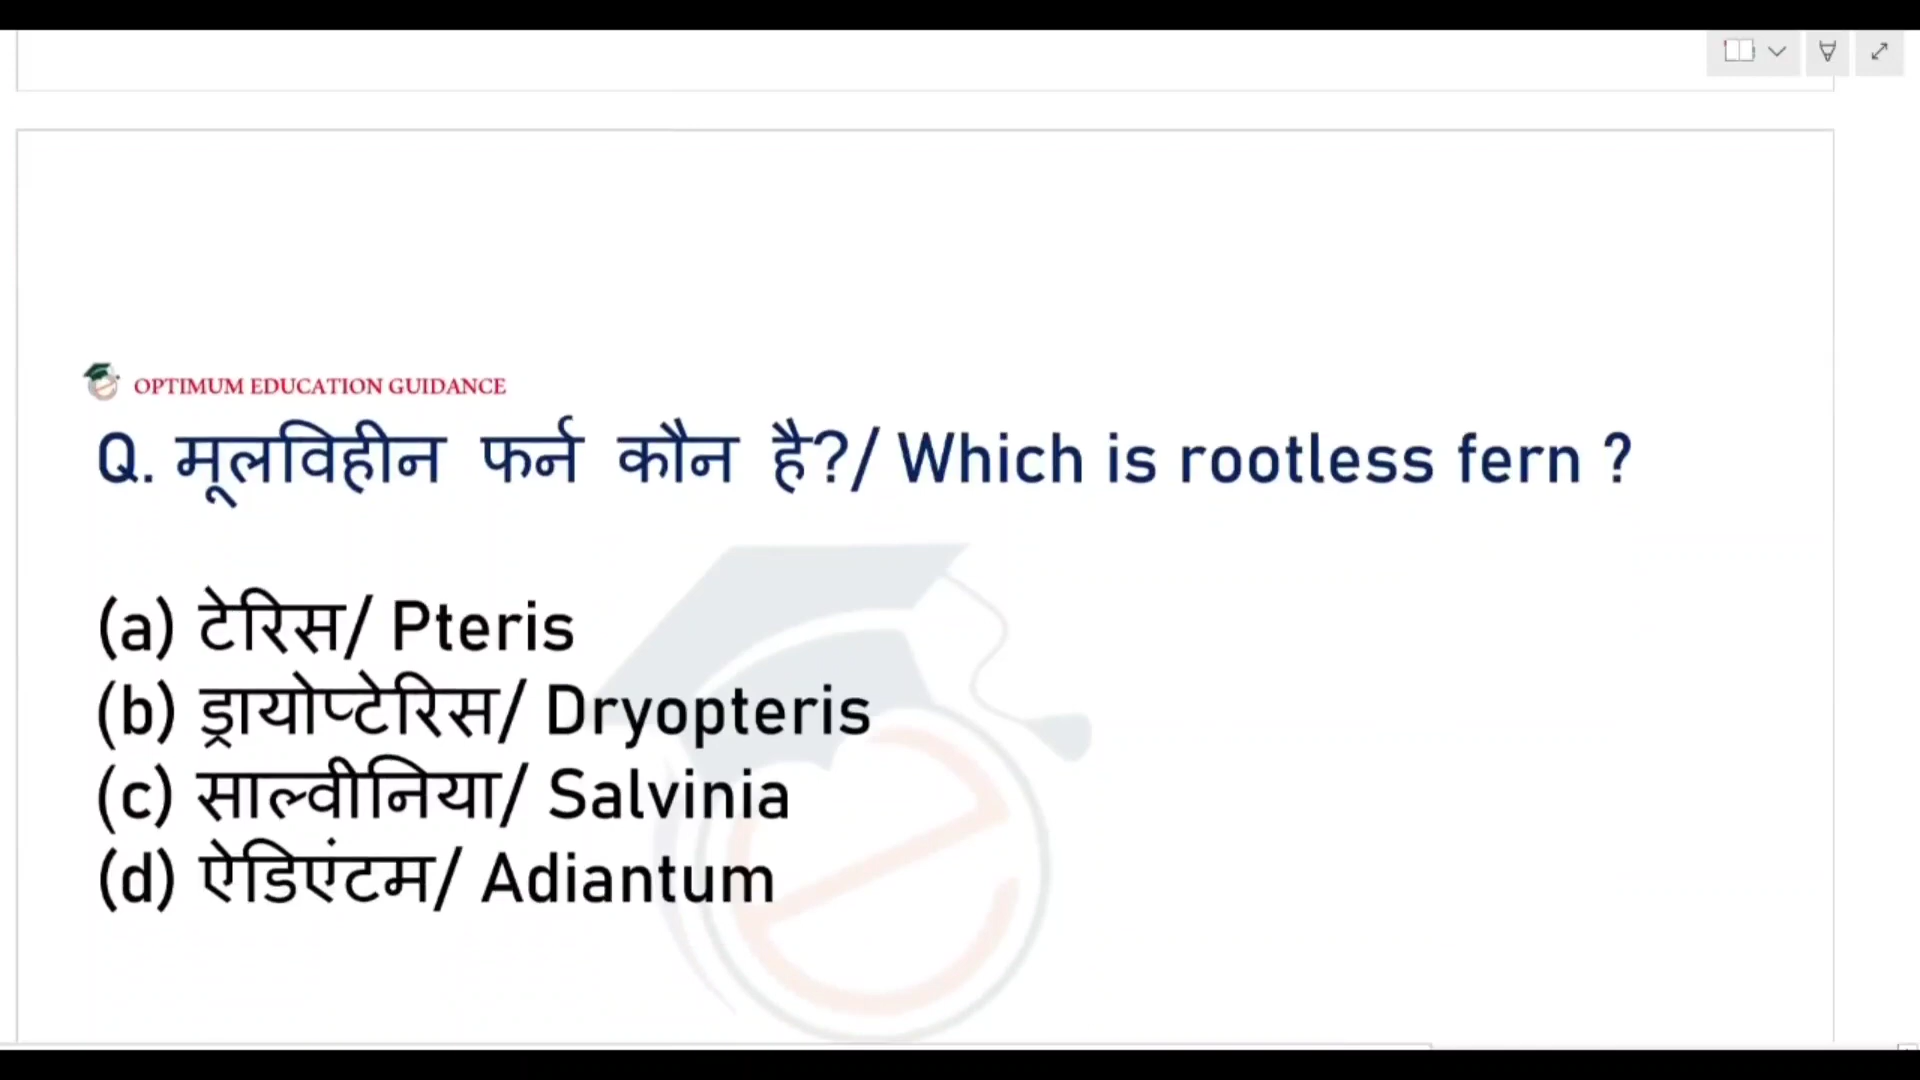 OPTIMUM EDUCATION GUIDANCE
Q. मूलविहीन फर्न कौन है?/ Which is rootless fern ?
(a) टेरिस/ Pteris
(b) ड्रायोप्टेरिस/ Dryopteris
(c) साल्वीनिया/ Salvinia
(d) ऐडिएंटम/ Adiantum